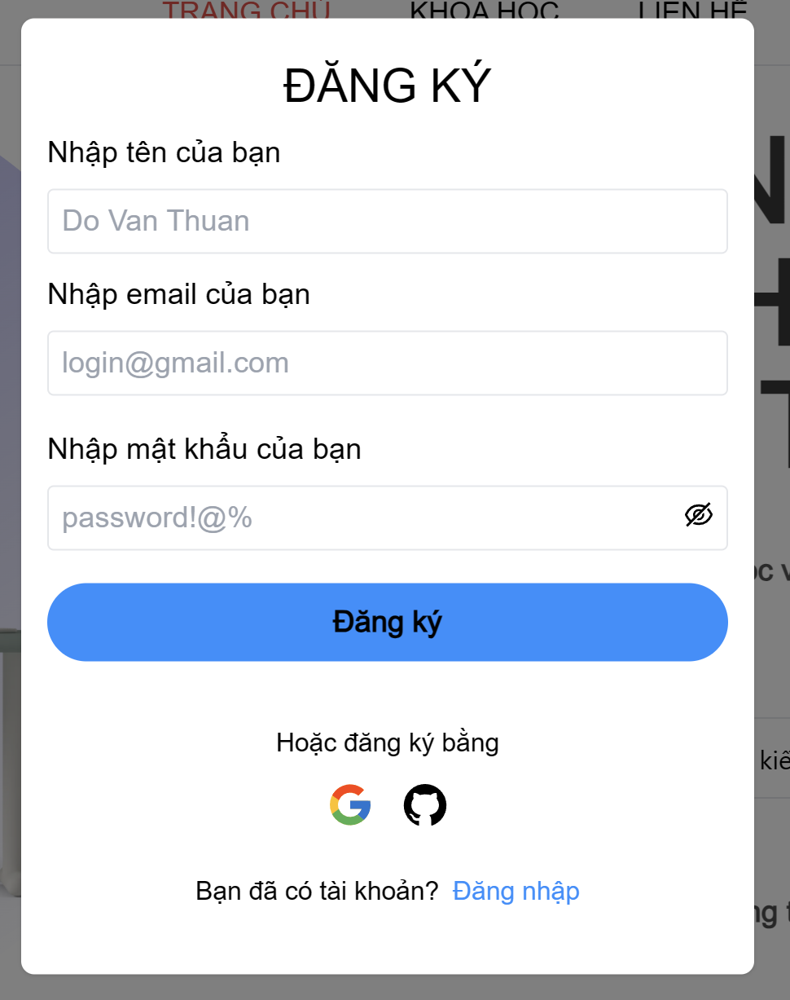 TRANG CHỦ KHOA HỌC LIÊN HỆ
ĐĂNG KÝ
Nhập tên của bạn
Do Van Thuan
Nhập email của bạn
login@gmail.com
Nhập mật khẩu của bạn
password!@%
Đăng ký
Hoặc đăng ký bằng
Bạn đã có tài khoản? Đăng nhập